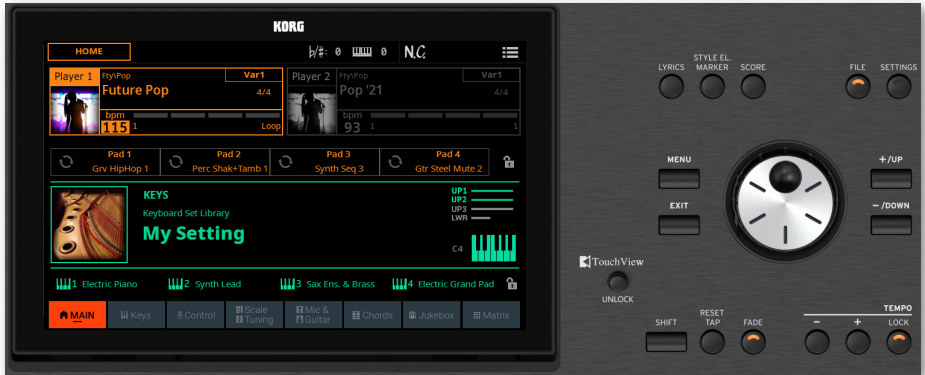 KORG
HOME
b/#: 0 0 N.C.
Player 1 Fty\Pop Var1
Future Pop 4/4
bpm
115 1 Loop
Player 2 Fty\Pop Var1
Pop '21 4/4
bpm
93 1 1
Pad 1
Grv HipHop 1
Pad 2
Perc Shak+Tamb 1
Pad 3
Synth Seq 3
Pad 4
Gtr Steel Mute 2
KEYS
Keyboard Set Library
My Setting
UP1
UP2
UP3
LWR
C4
1 Electric Piano
2 Synth Lead
3 Sax Ens. & Brass
4 Electric Grand Pad
MAIN
Keys
Control
Scale
Tuning
Mic &
Guitar
Chords
Jukebox
Matrix
LYRICS
STYLE EL.
MARKER
SCORE
FILE
SETTINGS
MENU
+/UP
EXIT
−/DOWN
TouchView
UNLOCK
SHIFT
RESET
TAP
FADE
TEMPO
−
+
LOCK